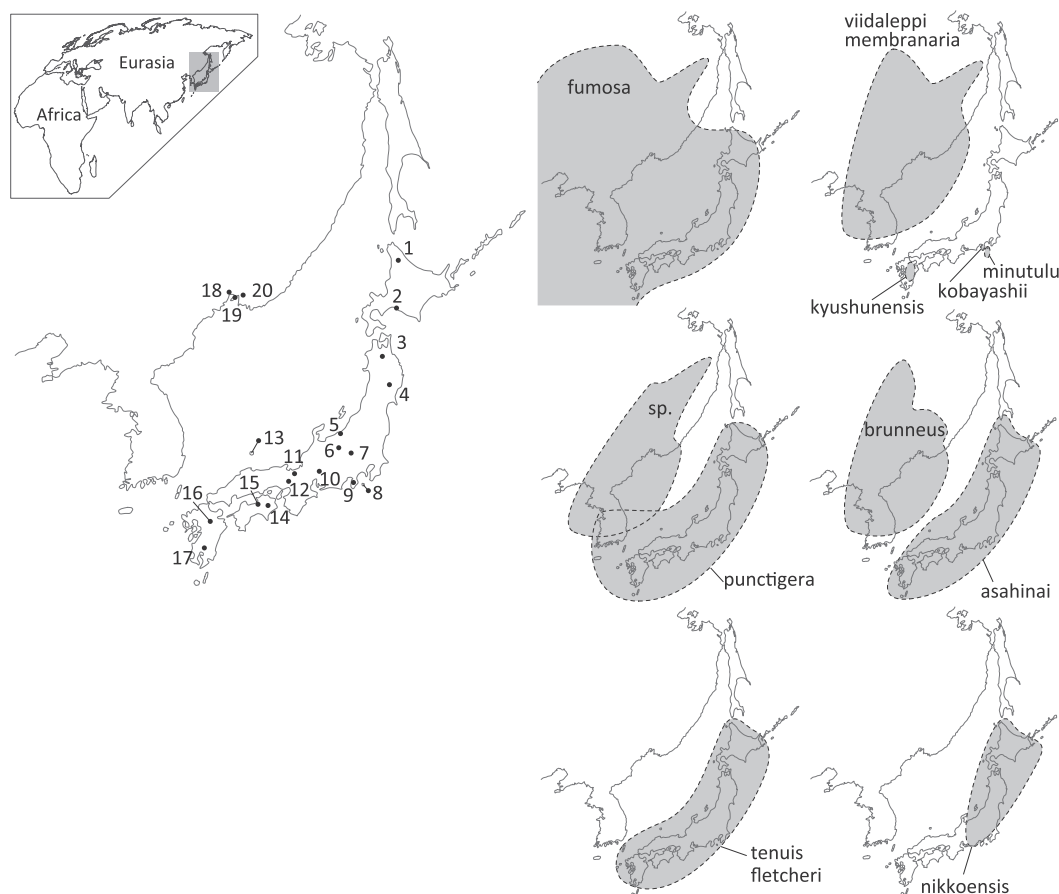 Eurasia
Africa
1
2
3
4
5
6
7
8
9
10
11
12
13
14
15
16
17
18
19
20
fumosa
viidaleppi
membranaria
minutulu
kobayashii
kyushunensis
sp.
punctigera
brunneus
asahinai
tenuis
fletcheri
nikkoensis